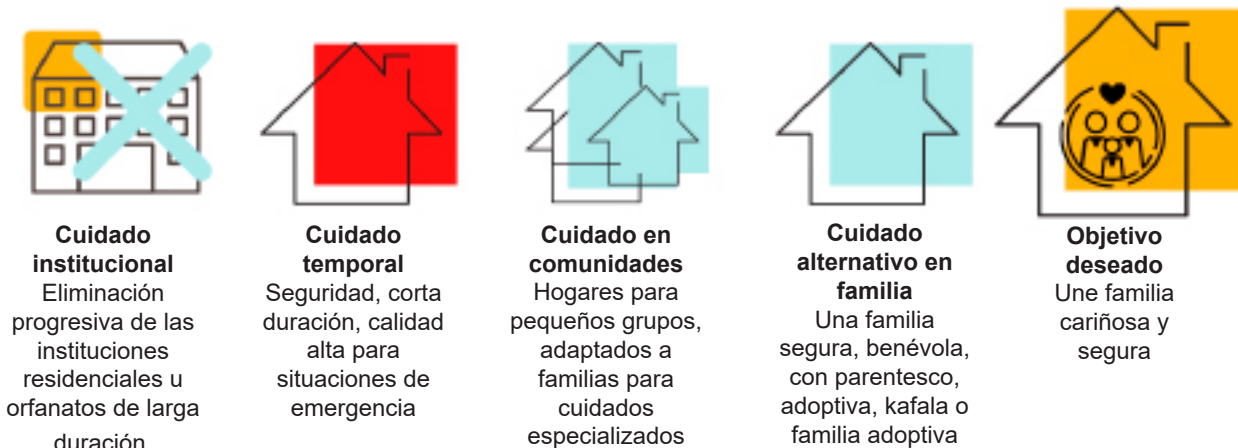 Cuidado
institucional
Eliminación
progresiva de las
instituciones
residenciales u
orfanatos de larga
duración
Cuidado
temporal
Seguridad, corta
duración, calidad
alta para
situaciones de
emergencia
Cuidado en
comunidades
Hogares para
pequeños grupos,
adaptados a
familias para
cuidados
especializados
Cuidado
alternativo en
familia
Una familia
segura, benévola,
con parentesco,
adoptiva, kafala o
familia adoptiva
Objetivo
deseado
Une familia
cariñosa y
segura